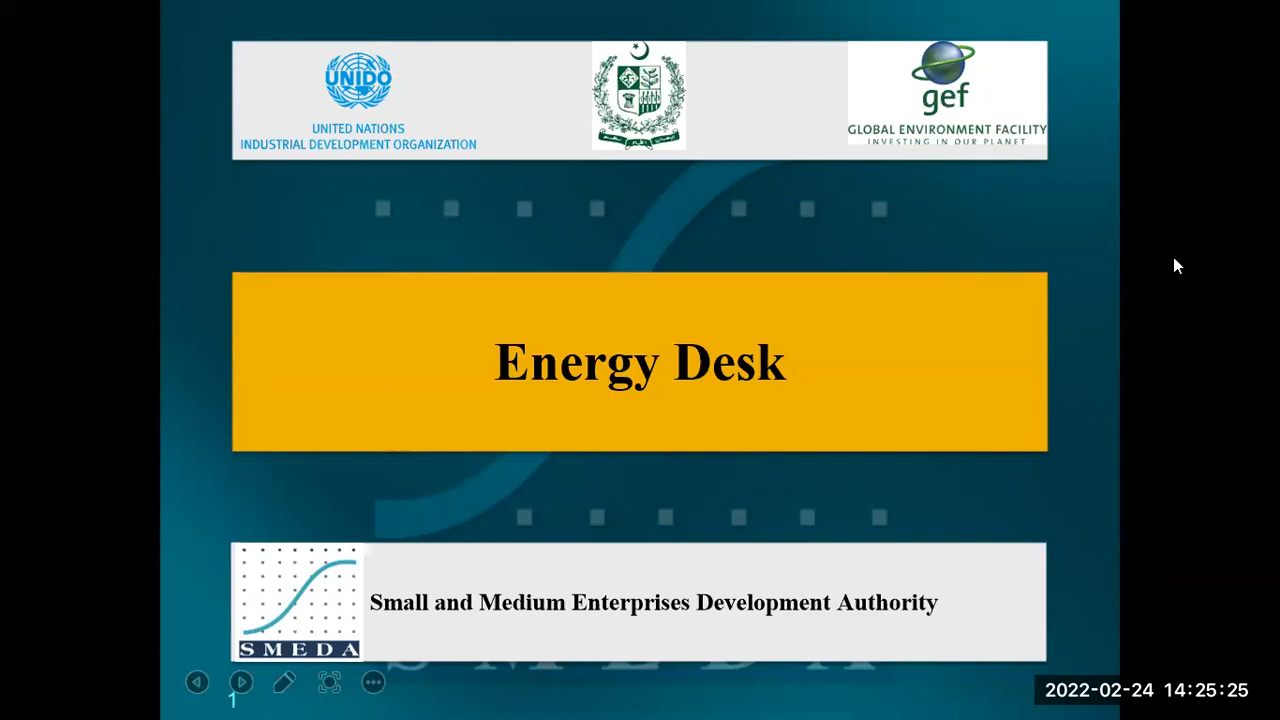 UNIDO
UNITED NATIONS
INDUSTRIAL DEVELOPMENT ORGANIZATION
gef
GLOBAL ENVIRONMENT FACILITY
INVESTING IN OUR PLANET
Energy Desk
Small and Medium Enterprises Development Authority
SMEDA
SMEDA
1
2022-02-24 14:25:25